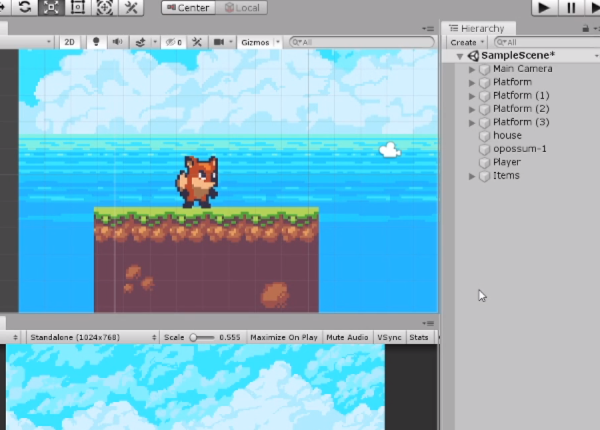 Center Local
Hierarchy
2D 0 Gizmos All
Create All
SampleScene*
Main Camera
Platform
Platform (1)
Platform (2)
Platform (3)
house
opossum-1
Player
Items
Standalone (1024x768) Scale 0.555 Maximize On Play Mute Audio VSync Stats